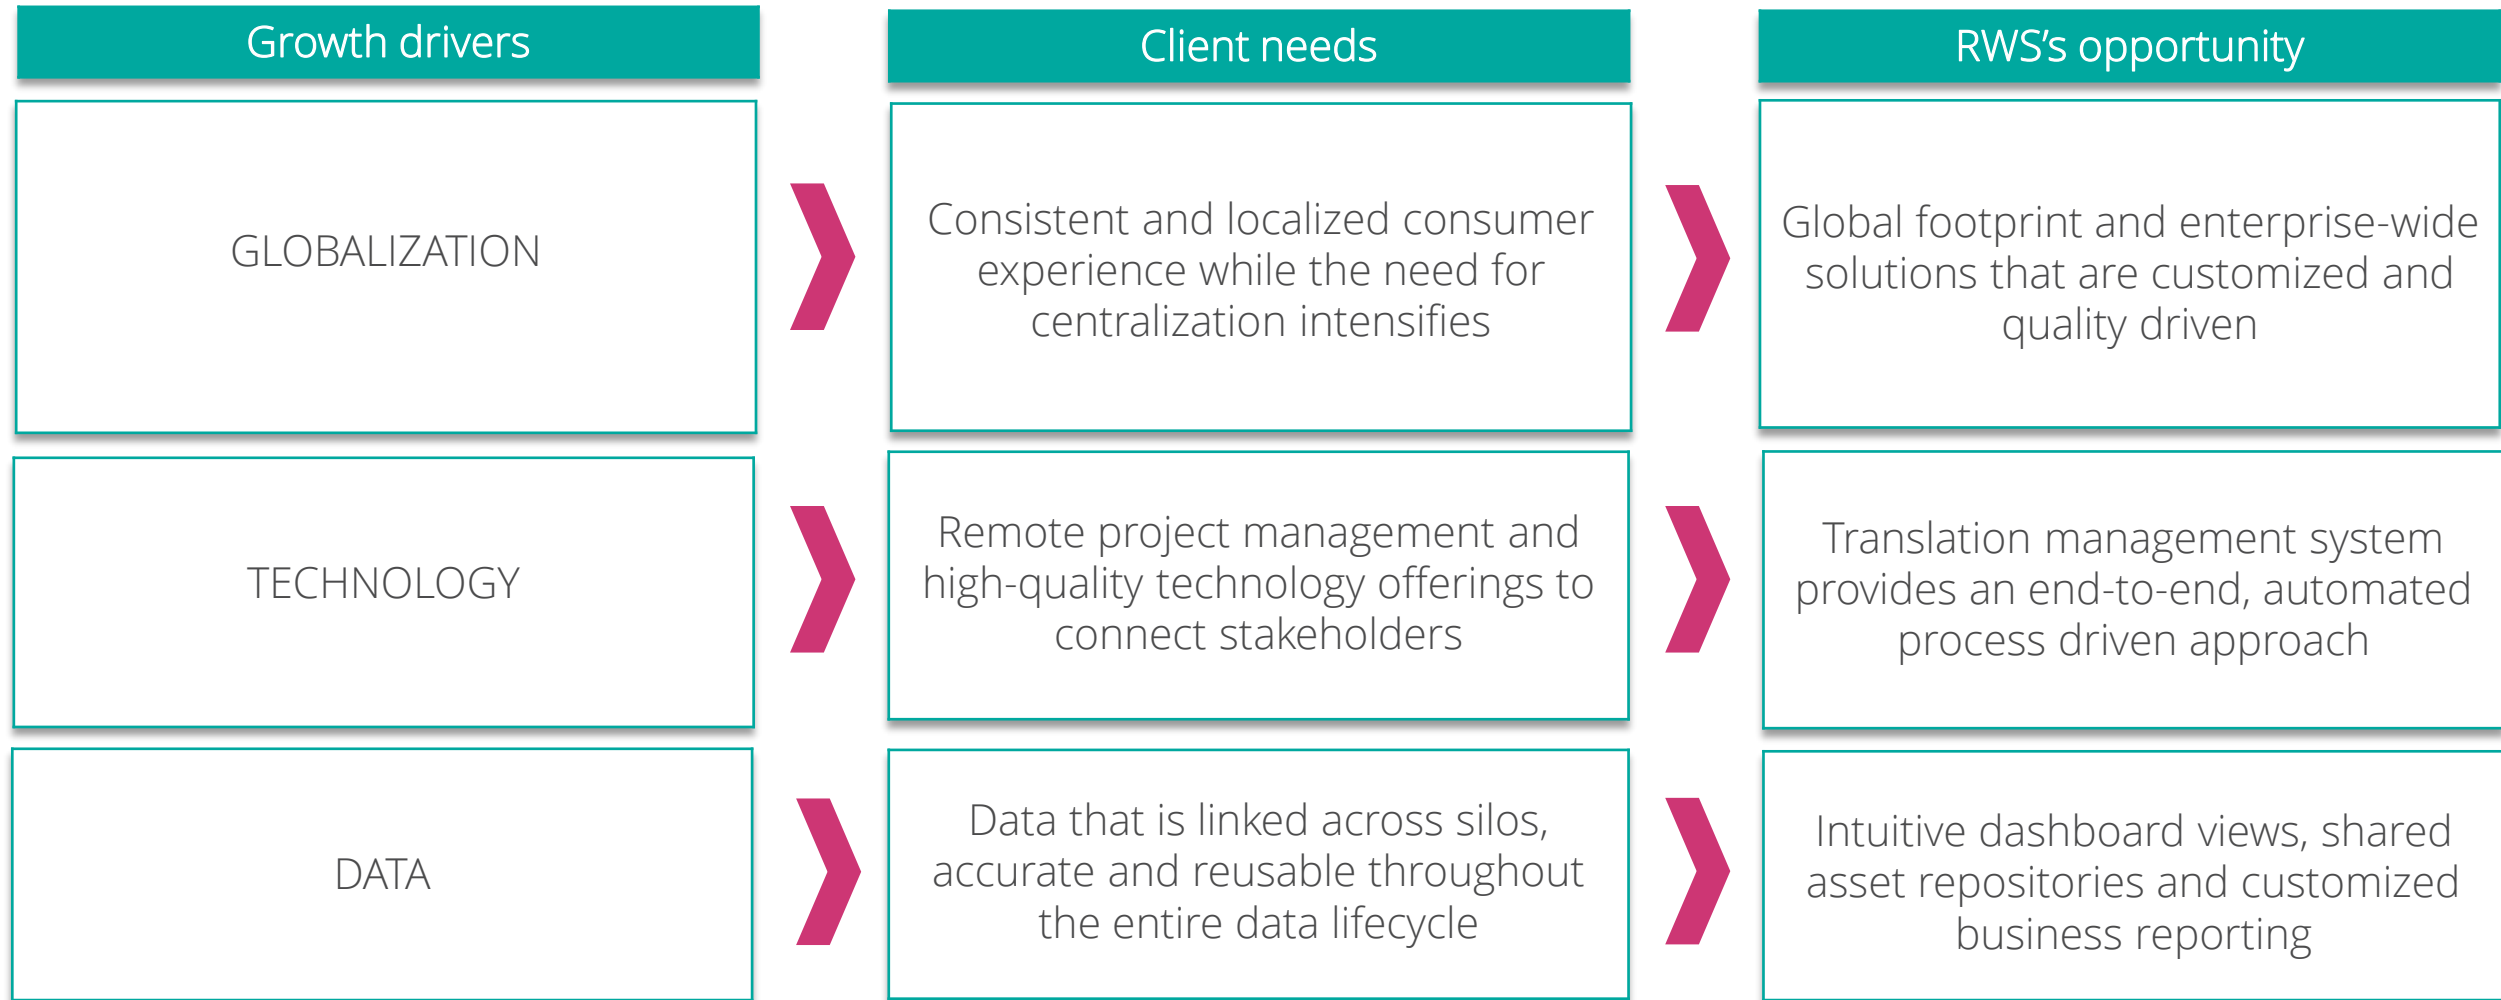 Growth drivers
Client needs
RWS's opportunity
GLOBALIZATION
Consistent and localized consumer
experience while the need for
centralization intensifies
Global footprint and enterprise-wide
solutions that are customized and
quality driven
TECHNOLOGY
Remote project management and
high-quality technology offerings to
connect stakeholders
Translation management system
provides an end-to-end, automated
process driven approach
DATA
Data that is linked across silos,
accurate and reusable throughout
the entire data lifecycle
Intuitive dashboard views, shared
asset repositories and customized
business reporting